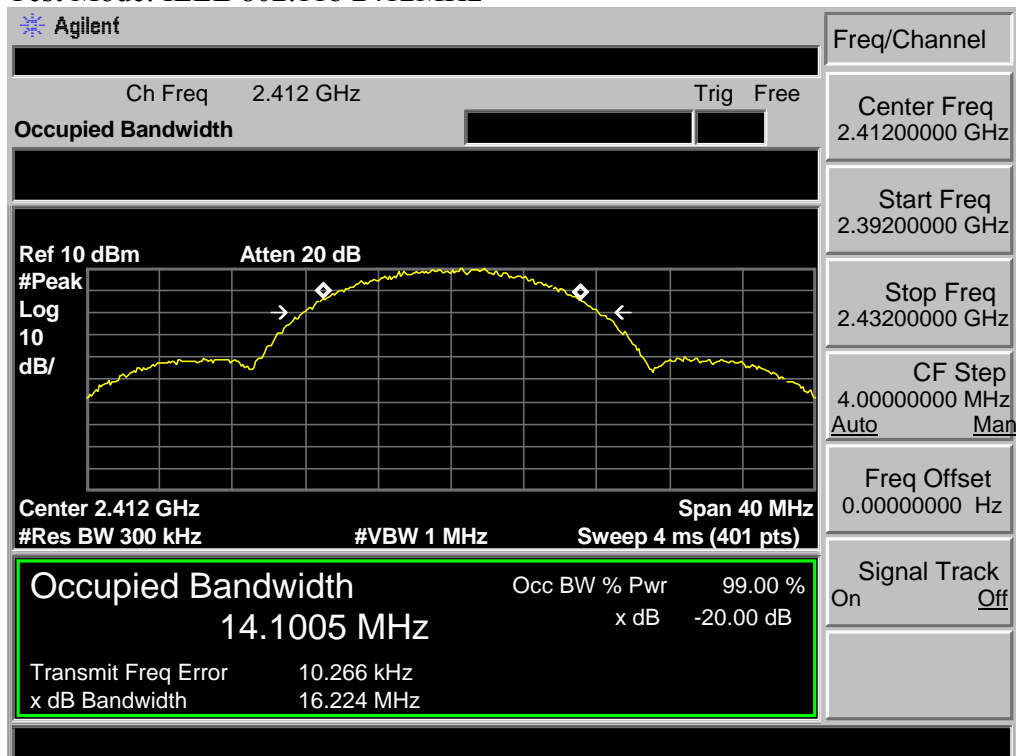 Agilent
Freq/Channel
Ch Freq 2.412 GHz Trig Free
Occupied Bandwidth
Center Freq
2.41200000 GHz
Start Freq
2.39200000 GHz
Stop Freq
2.43200000 GHz
CF Step
4.00000000 MHz
Auto Man
Freq Offset
0.00000000 Hz
Signal Track
On Off
Ref 10 dBm Atten 20 dB
#Peak
Log
10
dB/
Center 2.412 GHz Span 40 MHz
#Res BW 300 kHz #VBW 1 MHz Sweep 4 ms (401 pts)
Occupied Bandwidth Occ BW % Pwr 99.00 %
14.1005 MHz x dB -20.00 dB
Transmit Freq Error 10.266 kHz
x dB Bandwidth 16.224 MHz